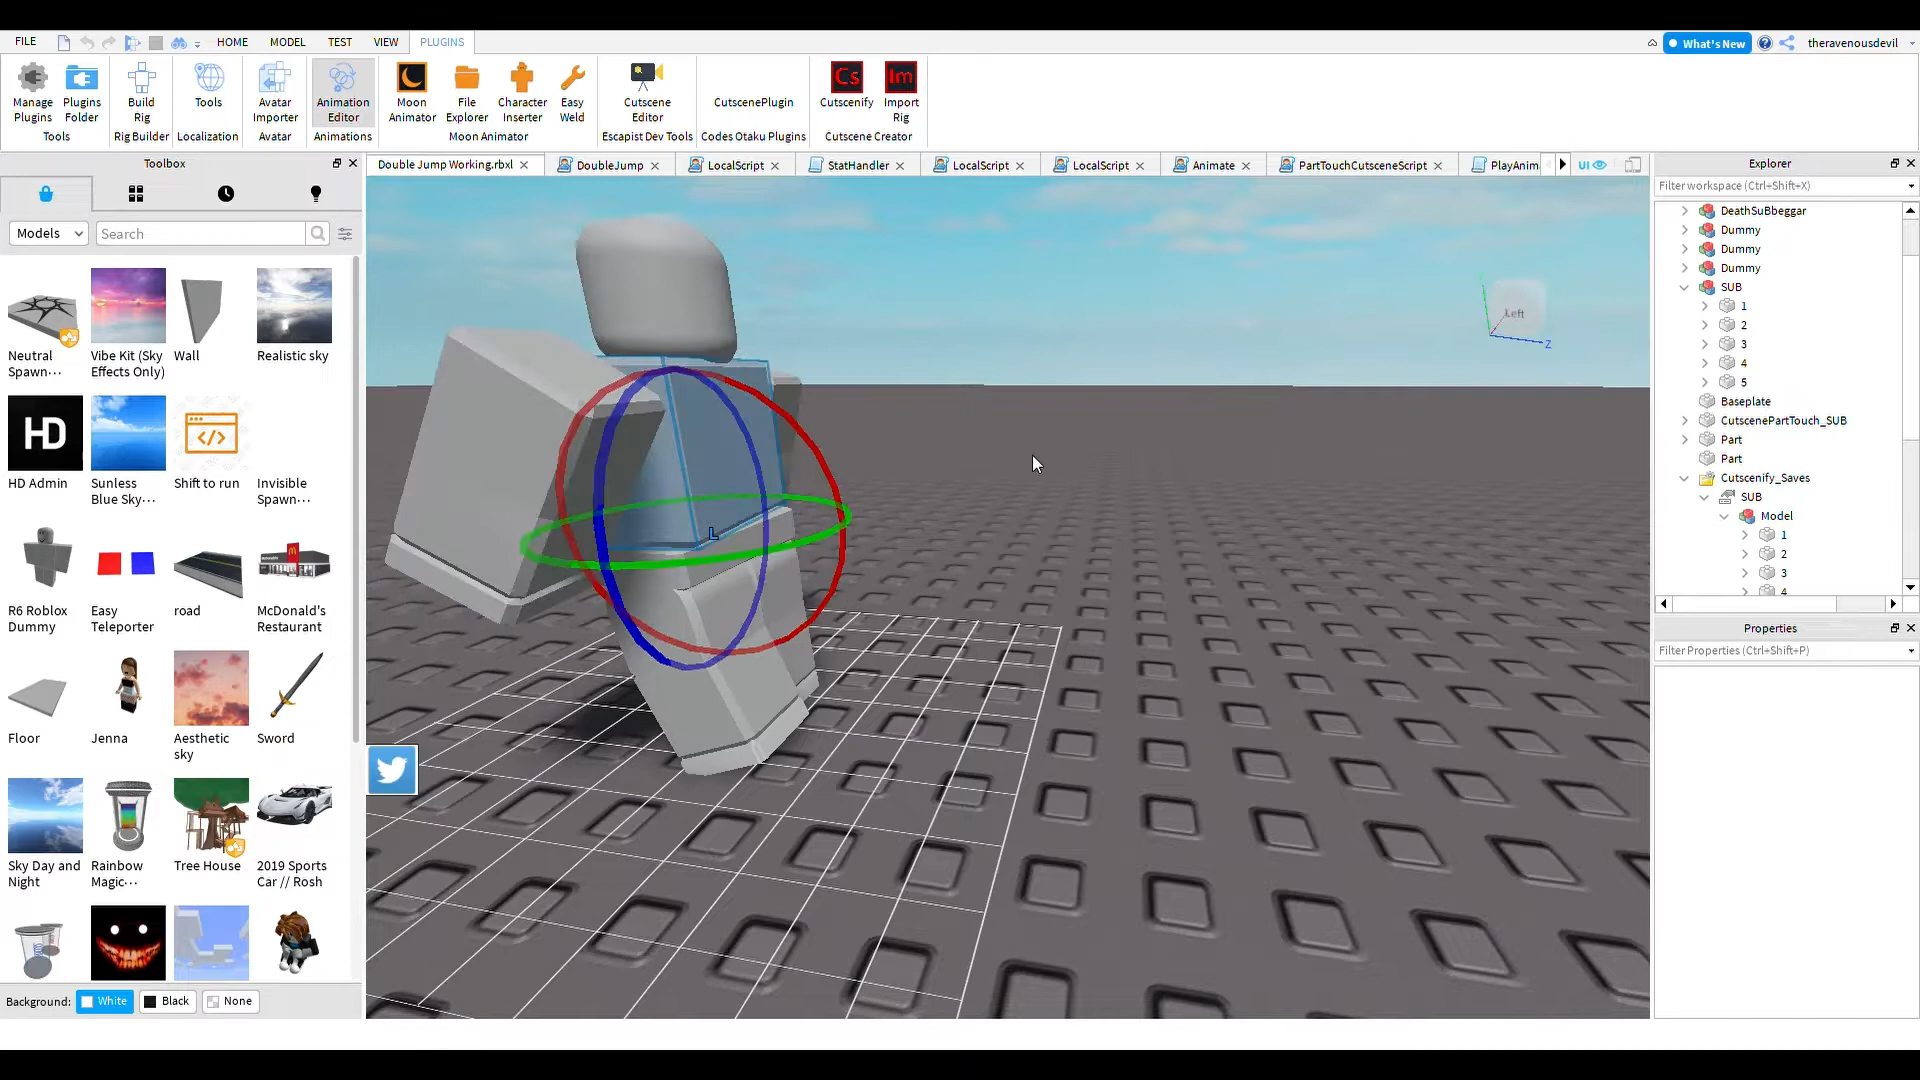 FILE
HOME
MODEL
TEST
VIEW
PLUGINS
What's New
theravenousdevil
Manage
Plugins
Plugins
Folder
Tools
Build
Rig
Rig Builder
Tools
Localization
Avatar
Importer
Avatar
Animation
Editor
Animations
Moon
Animator
File
Explorer
Character
Inserter
Easy
Weld
Moon Animator
Cutscene
Editor
Escapist Dev Tools
CutscenePlugin
Codes Otaku Plugins
Cs
Cutscenify
Im
Import
Rig
Cutscene Creator
Toolbox
Double Jump Working.rbxl
DoubleJump
LocalScript
StatHandler
LocalScript
LocalScript
Animate
PartTouchCutsceneScript
PlayAnim
UI
Models
Search
Neutral
Spawn...
Vibe Kit (Sky
Effects Only)
Wall
Realistic sky
HD
HD Admin
Sunless
Blue Sky...
Shift to run
Invisible
Spawn...
R6 Roblox
Dummy
Easy
Teleporter
road
McDonald's
Restaurant
Floor
Jenna
Aesthetic
sky
Sword
Sky Day and
Night
Rainbow
Magic...
Tree House
2019 Sports
Car // Rosh
Background:
White
Black
None
Left
Z
L
Explorer
Filter workspace (Ctrl+Shift+X)
DeathSuBbeggar
Dummy
Dummy
Dummy
SUB
1
2
3
4
5
Baseplate
CutscenePartTouch_SUB
Part
Part
Cutscenify_Saves
SUB
Model
1
2
3
4
Properties
Filter Properties (Ctrl+Shift+P)